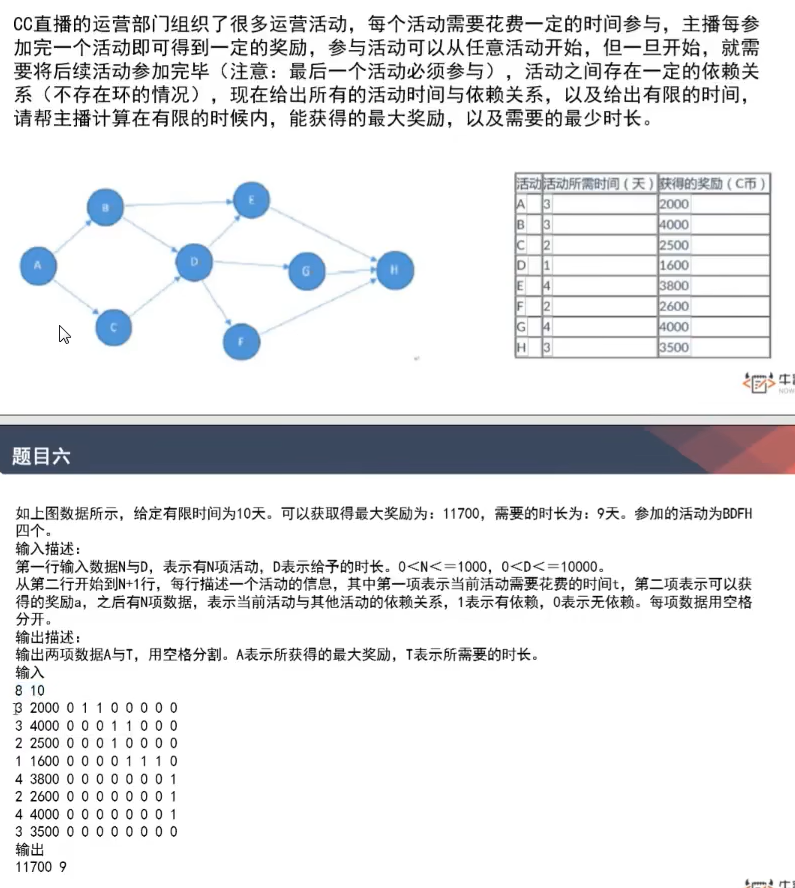 CC直播的运营部门组织了很多运营活动，每个活动需要花费一定的时间参与，主播每参
加完一个活动即可得到一定的奖励，参与活动可以从任意活动开始，但一旦开始，就需
要将后续活动参加完毕（注意：最后一个活动必须参与），活动之间存在一定的依赖关
系（不存在环的情况），现在给出所有的活动时间与依赖关系，以及给出有限的时间，
请帮主播计算在有限的时候内，能获得的最大奖励，以及需要的最少时长。
B
E
A
D
G
H
C
F
活动 活动所需时间（天） 获得的奖励（C币）
A 3 2000
B 3 4000
C 2 2500
D 1 1600
E 4 3800
F 2 2600
G 4 4000
H 3 3500
题目六
如上图数据所示，给定有限时间为10天。可以获取得最大奖励为：11700，需要的时长为：9天。参加的活动为BDFH
四个。
输入描述：
第一行输入数据N与D，表示有N项活动，D表示给予的时长。0＜N＜=1000，0＜D＜=10000。
从第二行开始到N+1行，每行描述一个活动的信息，其中第一项表示当前活动需要花费的时间t，第二项表示可以获
得的奖励a，之后有N项数据，表示当前活动与其他活动的依赖关系，1表示有依赖，0表示无依赖。每项数据用空格
分开。
输出描述：
输出两项数据A与T，用空格分割。A表示所获得的最大奖励，T表示所需要的时长。
输入
8 10
3 2000 0 1 1 0 0 0 0 0
3 4000 0 0 0 1 1 0 0 0
2 2500 0 0 0 1 0 0 0 0
1 1600 0 0 0 0 1 1 1 0
4 3800 0 0 0 0 0 0 0 1
2 2600 0 0 0 0 0 0 0 1
4 4000 0 0 0 0 0 0 0 1
3 3500 0 0 0 0 0 0 0 0
输出
11700 9